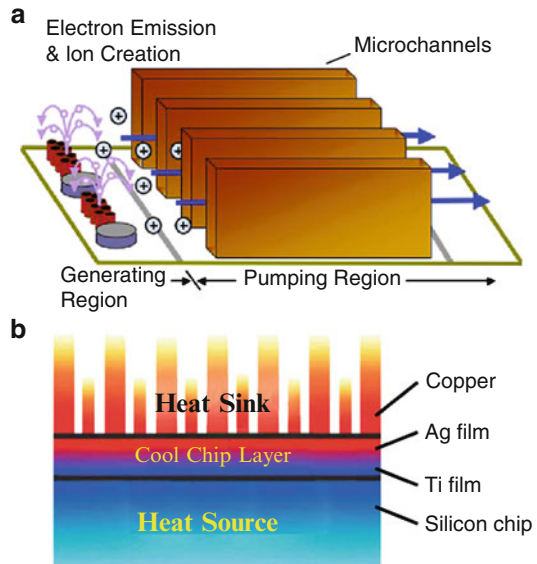 a
Electron Emission
& Ion Creation
Microchannels
+
+
+
+
+
+
+
+
Generating
Region
Pumping Region
b
Heat Sink
Cool Chip Layer
Heat Source
Copper
Ag film
Ti film
Silicon chip